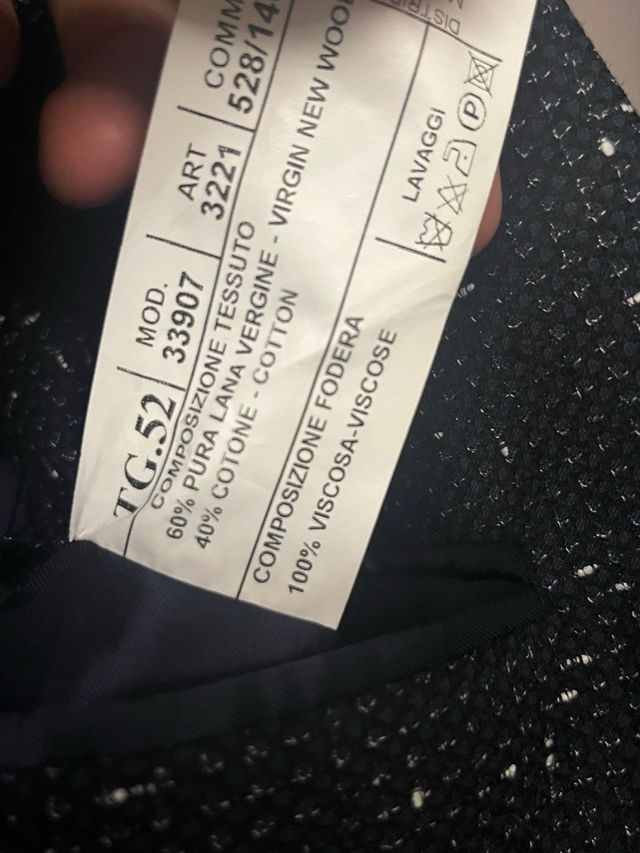 TG.52
MOD.
33907
ART
3221
COMM
528/14
COMPOSIZIONE TESSUTO
60% PURA LANA VERGINE - VIRGIN NEW WOOL
40% COTONE - COTTON
COMPOSIZIONE FODERA
100% VISCOSA-VISCOSE
LAVAGGI
P
DISTRIB